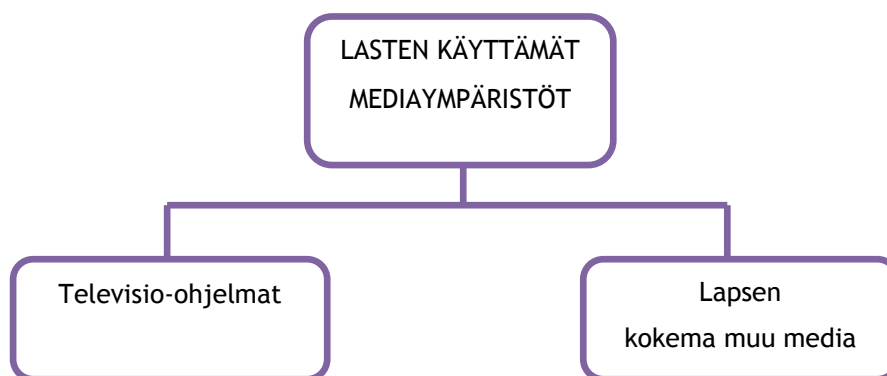 LASTEN KÄYTTÄMÄT
MEDIAYMPÄRISTÖT
Televisio-ohjelmat
Lapsen
kokema muu media